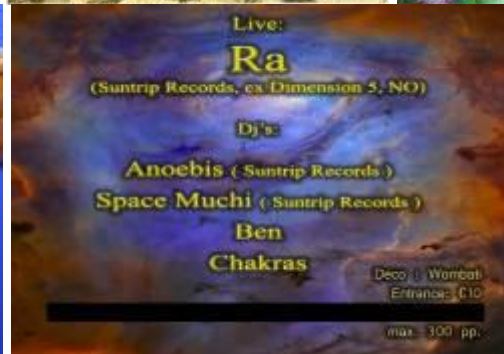 Live:
Ra
(Suntrip Records, ex Dimension 5, NO)
Dj's:
Anoebis ( Suntrip Records )
Space Muchi ( Suntrip Records )
Ben
Chakras
Deco : Wombati
Entrance: €10
max. 300 pp.